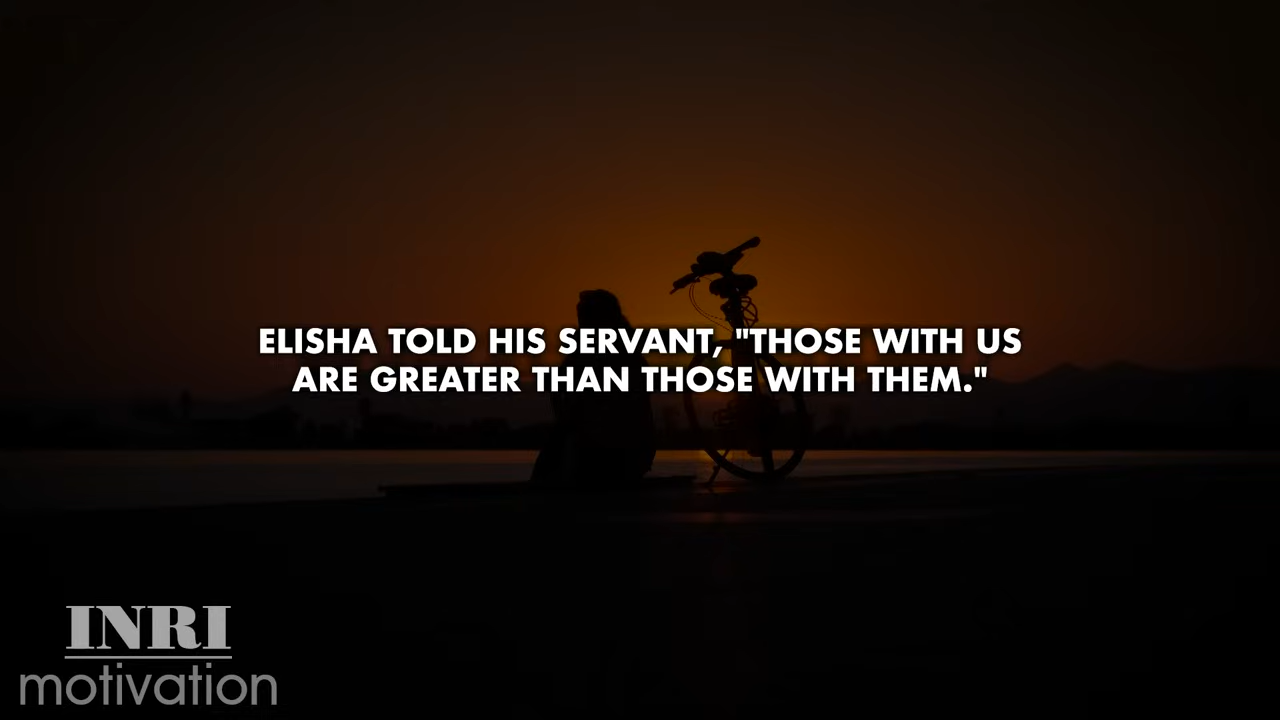 ELISHA TOLD HIS SERVANT, "THOSE WITH US
ARE GREATER THAN THOSE WITH THEM."
INRI
motivation